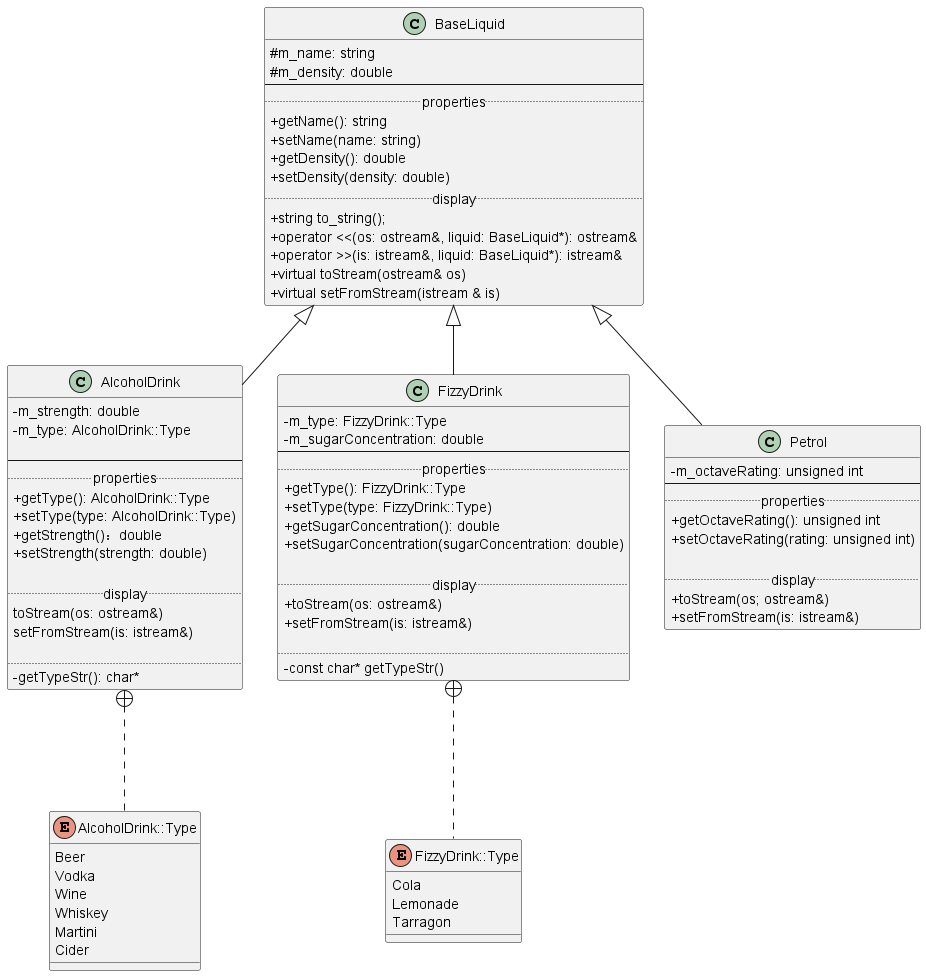 C BaseLiquid
#m_name: string
#m_density: double
properties
+getName(): string
+setName(name: string)
+getDensity(): double
+setDensity(density: double)
display
+string to_string();
+operator <<(os: ostream&, liquid: BaseLiquid*): ostream&
+operator >>(is: istream&, liquid: BaseLiquid*): istream&
+virtual toStream(ostream& os)
+virtual setFromStream(istream & is)
C AlcoholDrink
-m_strength: double
-m_type: AlcoholDrink::Type
properties
+getType(): AlcoholDrink::Type
+setType(type: AlcoholDrink::Type)
+getStrength()： double
+setStrength(strength: double)
display
toStream(os: ostream&)
setFromStream(is: istream&)
-getTypeStr(): char*
C FizzyDrink
-m_type: FizzyDrink::Type
-m_sugarConcentration: double
properties
+getType(): FizzyDrink::Type
+setType(type: FizzyDrink::Type)
+getSugarConcentration(): double
+setSugarConcentration(sugarConcentration: double)
display
+toStream(os: ostream&)
+setFromStream(is: istream&)
-const char* getTypeStr()
C Petrol
-m_octaveRating: unsigned int
properties
+getOctaveRating(): unsigned int
+setOctaveRating(rating: unsigned int)
display
+toStream(os; ostream&)
+setFromStream(is: istream&)
E AlcoholDrink::Type
Beer
Vodka
Wine
Whiskey
Martini
Cider
E FizzyDrink::Type
Cola
Lemonade
Tarragon